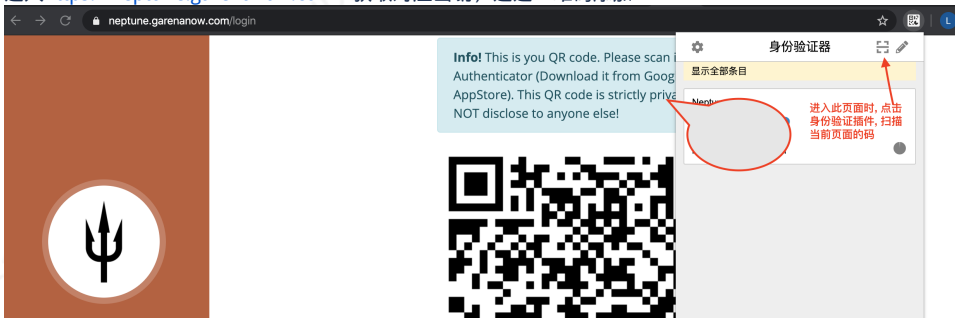 neptune.garenanow.com/login
L
Info! This is you QR code. Please scan i
Authenticator (Download it from Goog
AppStore). This QR code is strictly priva
NOT disclose to anyone else!
身份验证器
显示全部条目
Neptu
进入此页面时, 点击
身份验证插件, 扫描
当前页面的码